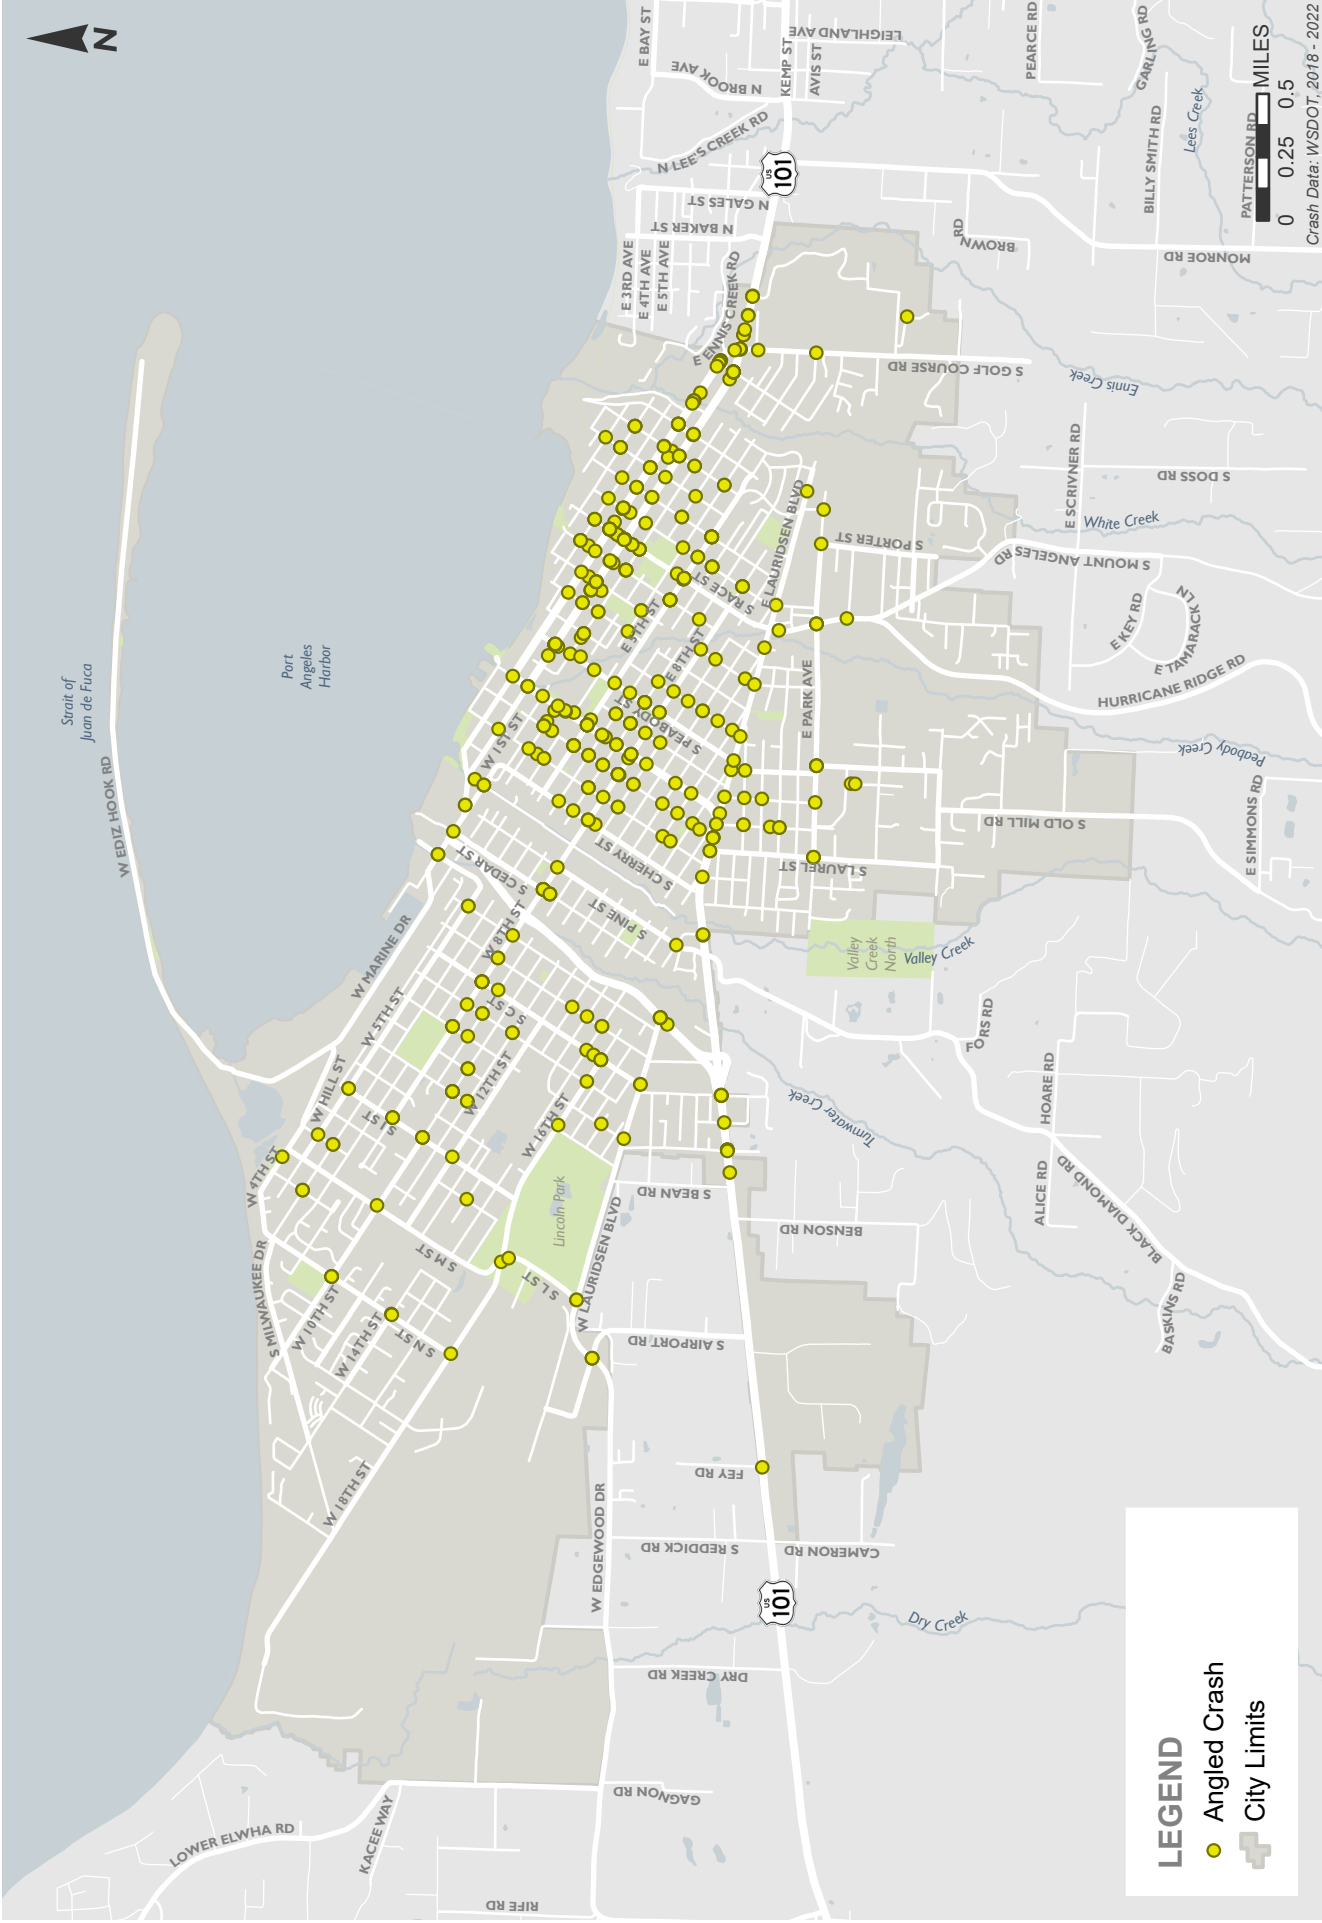 N
Strait of
Juan de Fuca
Port
Angeles
Harbor
W EDIZ HOOK RD
E BAY ST
N BROOK AVE
KEMP ST
AVIS ST
LEIGHLAND AVE
PEARCE RD
GARLING RD
N LEE'S CREEK RD
US
101
N GALES ST
N BAKER ST
E 3RD AVE
E 4TH AVE
E 5TH AVE
E ENNIS CREEK RD
BROWN
RD
BILLY SMITH RD
Lees Creek
PATTERSON RD
MONROE RD
S GOLF COURSE RD
Ennis Creek
S DOSS RD
E SCRIVNER RD
White Creek
S MOUNT ANGELES RD
S PORTER ST
E LAURIDSEN BLVD
S RACE ST
E 5TH ST
E 8TH ST
S PEABODY ST
E PARK AVE
E KEY RD
E TAMARACK
LN
HURRICANE RIDGE RD
Peabody Creek
E SIMMONS RD
S OLD MILL RD
S LAUREL ST
W 1ST ST
S CHERRY ST
S CEDAR ST
S PINE ST
W 8TH ST
W MARINE DR
W 5TH ST
S C ST
W 12TH ST
W HILL ST
S I ST
W 16TH ST
W 4TH ST
Valley
Creek
North
Valley Creek
FORS RD
HOARE RD
Tumwater Creek
ALICE RD
BLACK DIAMOND RD
BASKINS RD
BENSON RD
S BEAN RD
Lincoln Park
W LAURIDSEN BLVD
S L ST
S M ST
S MILWAUKEE DR
W 10TH ST
W 14TH ST
S N ST
S AIRPORT RD
W 18TH ST
FEY RD
W EDGEWOOD DR
S REDDICK RD
CAMERON RD
US
101
Dry Creek
DRY CREEK RD
GAGNON RD
LOWER ELWHA RD
KACEE WAY
RIFE RD
LEGEND
Angled Crash
City Limits
MILES
0 0.25 0.5
Crash Data: WSDOT, 2018 - 2022